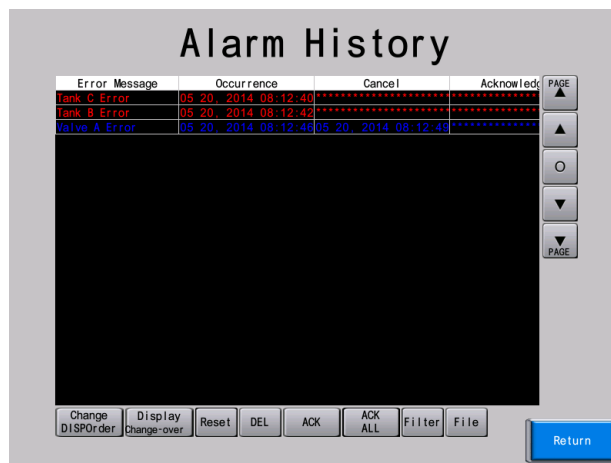 Alarm History
Error Message Occurrence Cancel Acknowledg
Tank C Error 05 20, 2014 08:12:40 ******************* **************
Tank B Error 05 20, 2014 08:12:42 ******************* **************
Valve A Error 05 20, 2014 08:12:46 05 20, 2014 08:12:49 **************
PAGE
O
PAGE
Change DISPOrder
Display Change-over
Reset
DEL
ACK
ACK ALL
Filter
File
Return